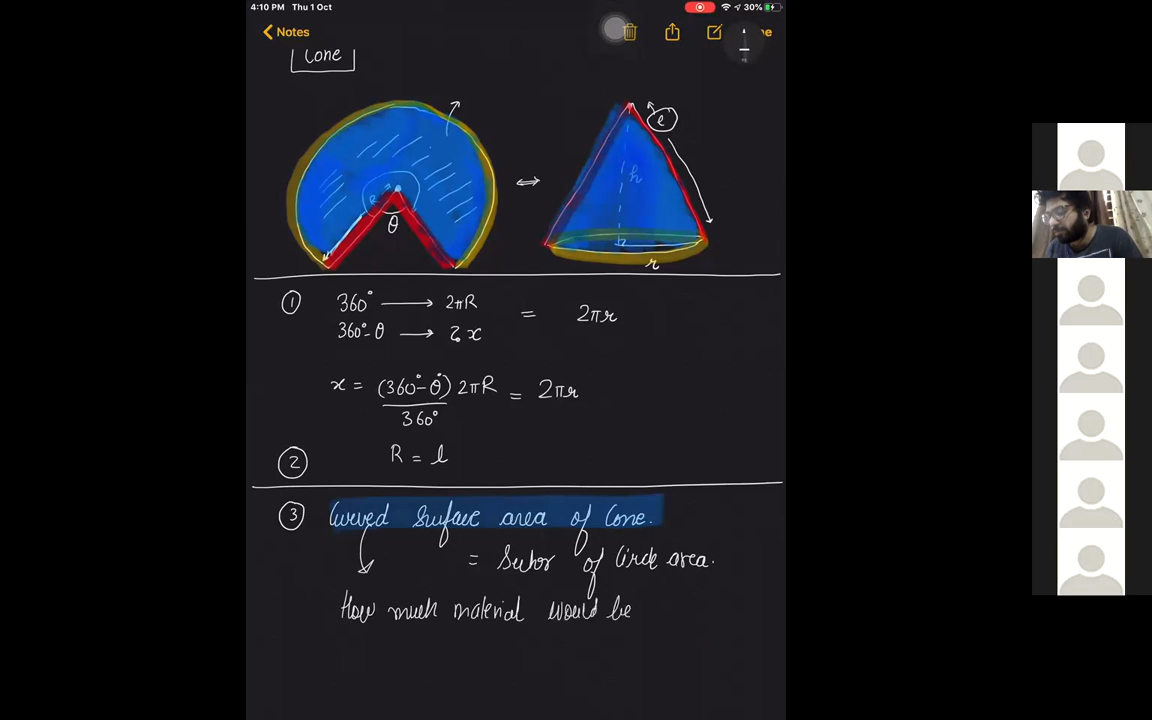 4:10 PM Thu 1 Oct 30%
Notes
Cone
l
h
R
θ
r
① 360° → 2πR = 2πr
360°-θ → ? x
x = (360°-θ°) 2πR = 2πr
360°
② R = l
③ Curved Surface area of Cone.
= Sector of Circle area.
How much material would be